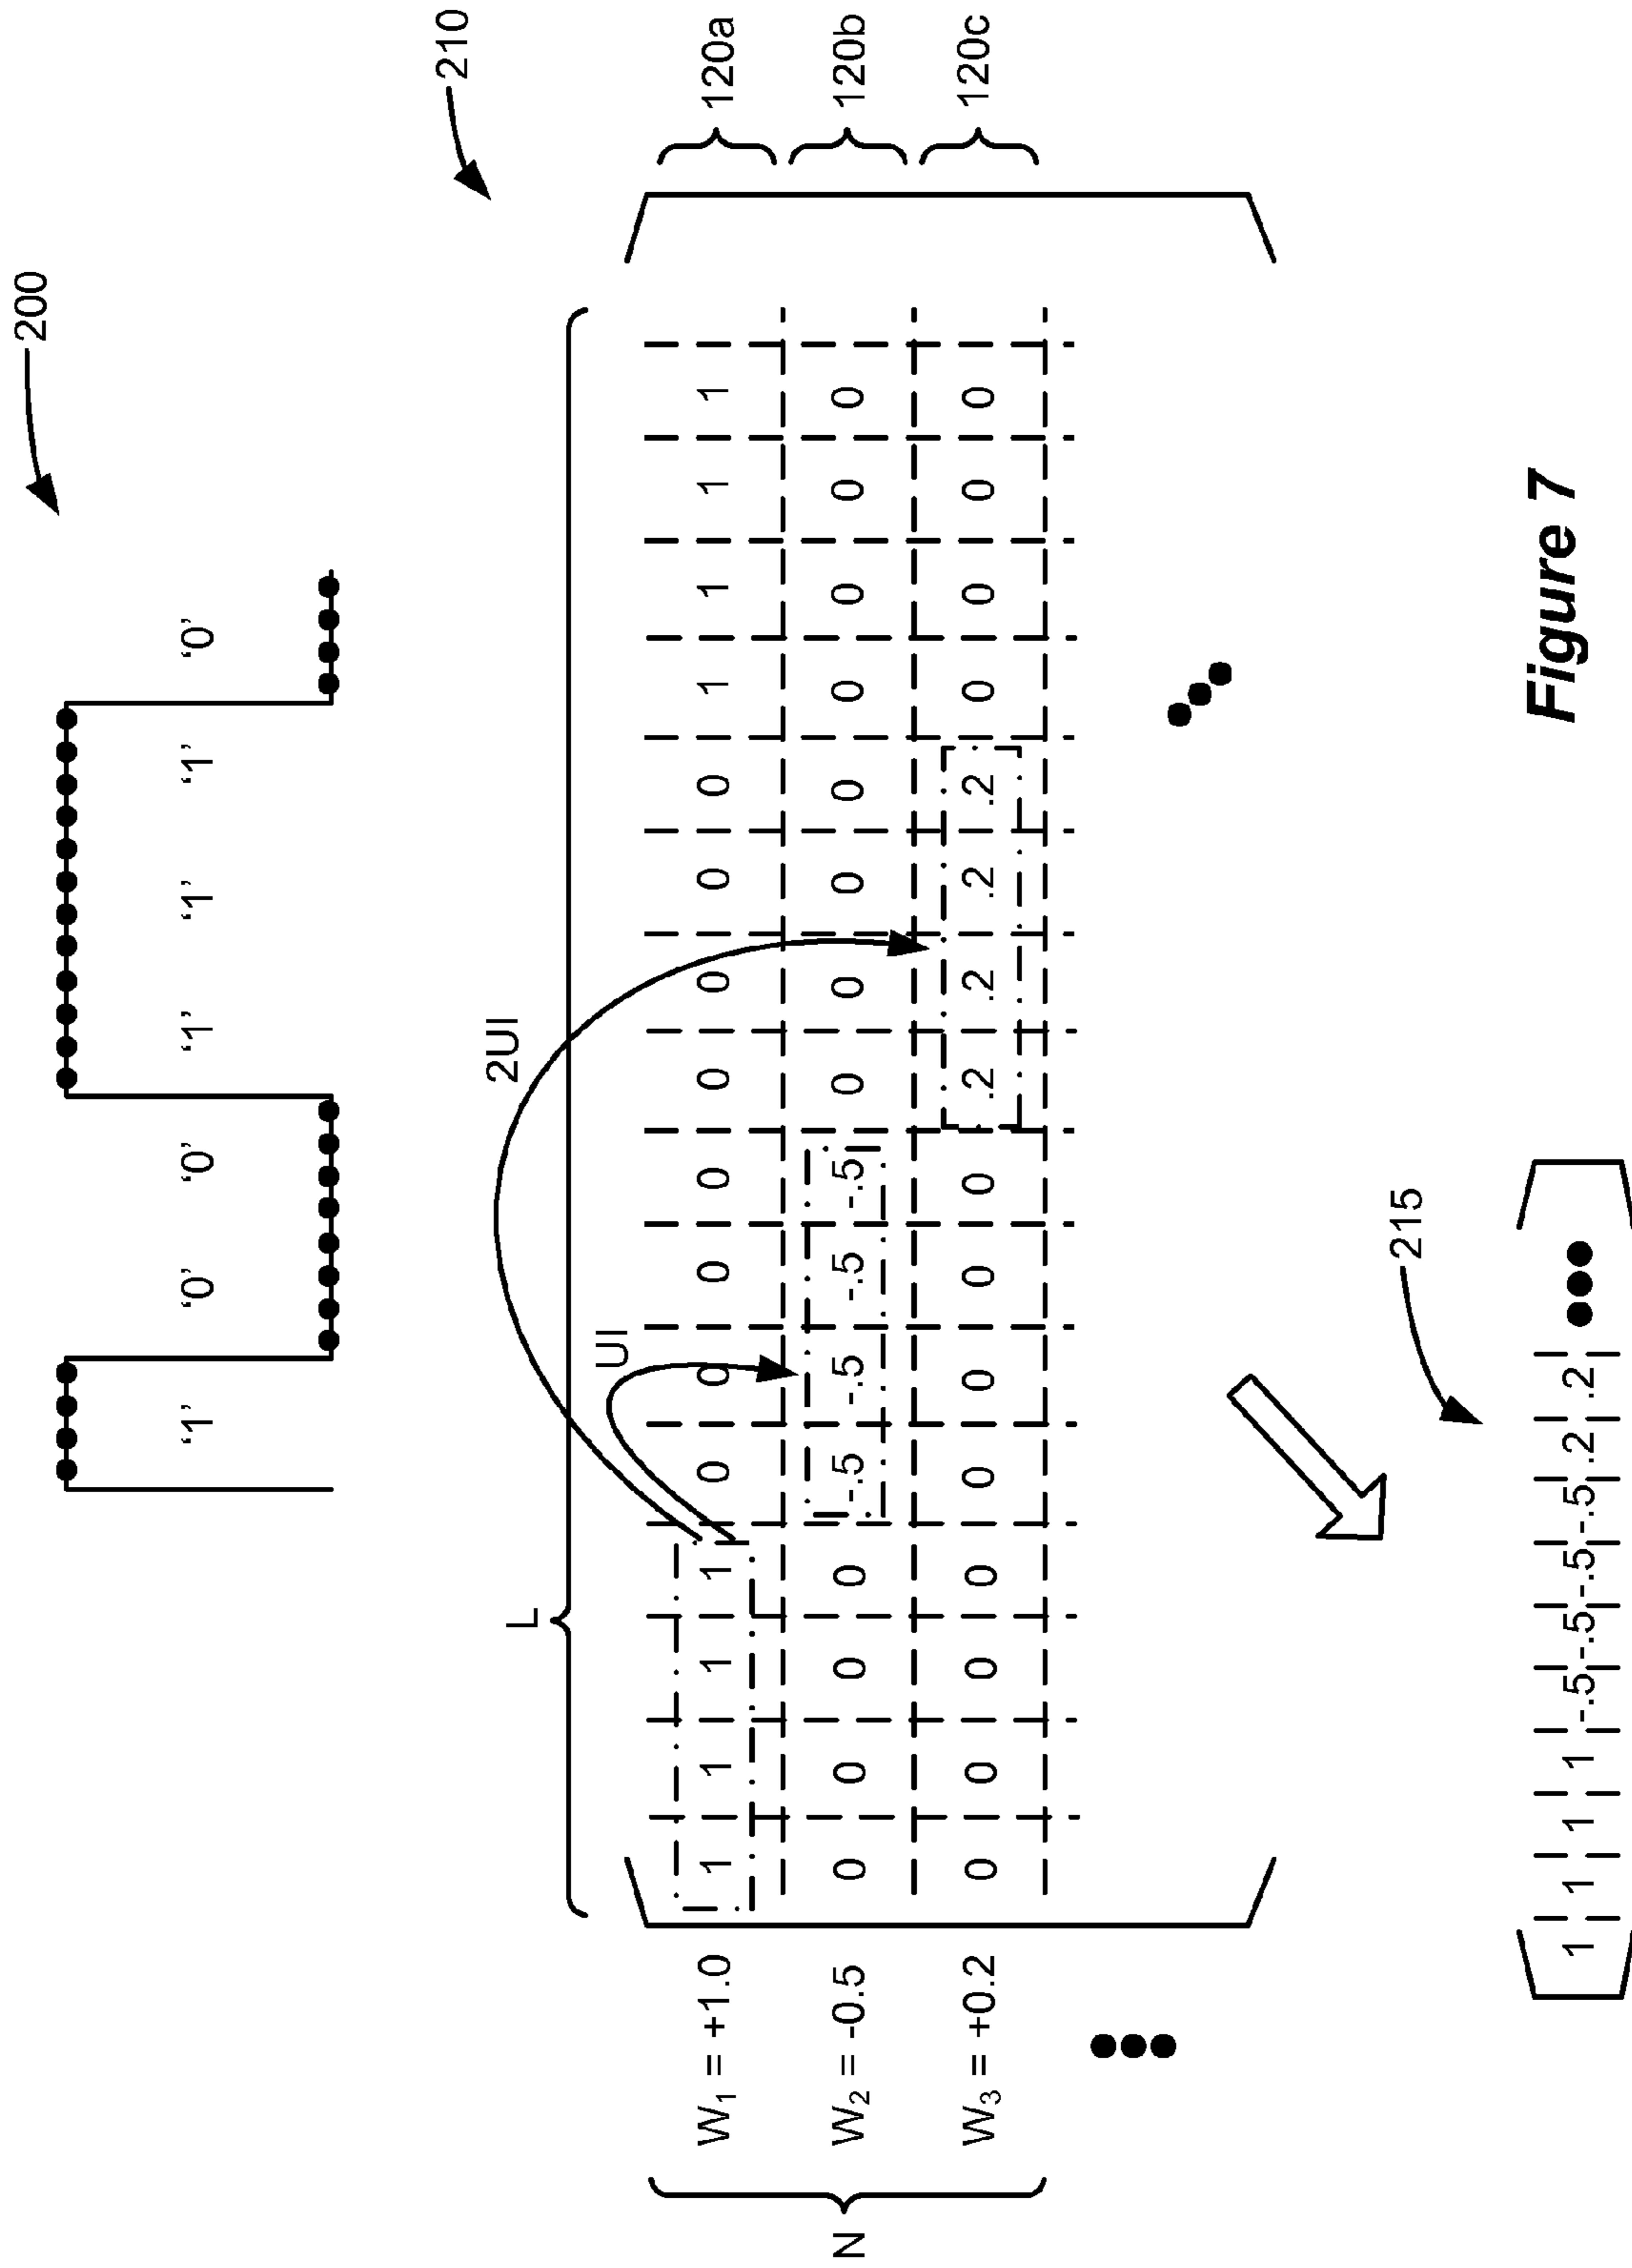 200
‘1’ ‘0’ ‘0’ ‘1’ ‘1’ ‘1’ ‘0’
210
2UI
L
UI
N
W₁ = +1.0 1 1 1 1 0 0 0 0 0 0 0 0 1 1 1 1 120a
W₂ = -0.5 0 0 0 0 -.5 -.5 -.5 -.5 0 0 0 0 0 0 0 0 120b
W₃ = +0.2 0 0 0 0 0 0 0 0 .2 .2 .2 .2 0 0 0 0 120c
215
1 1 1 1 -.5 -.5 -.5 -.5 .2 .2
Figure 7